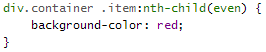 div.container .item:nth-child(even) {
    background-color: red;
}